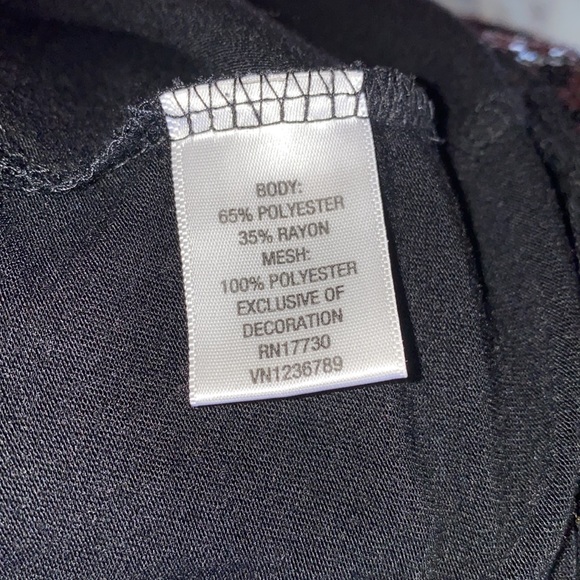 BODY:
65% POLYESTER
35% RAYON
MESH:
100% POLYESTER
EXCLUSIVE OF
DECORATION
RN17730
VN1236789